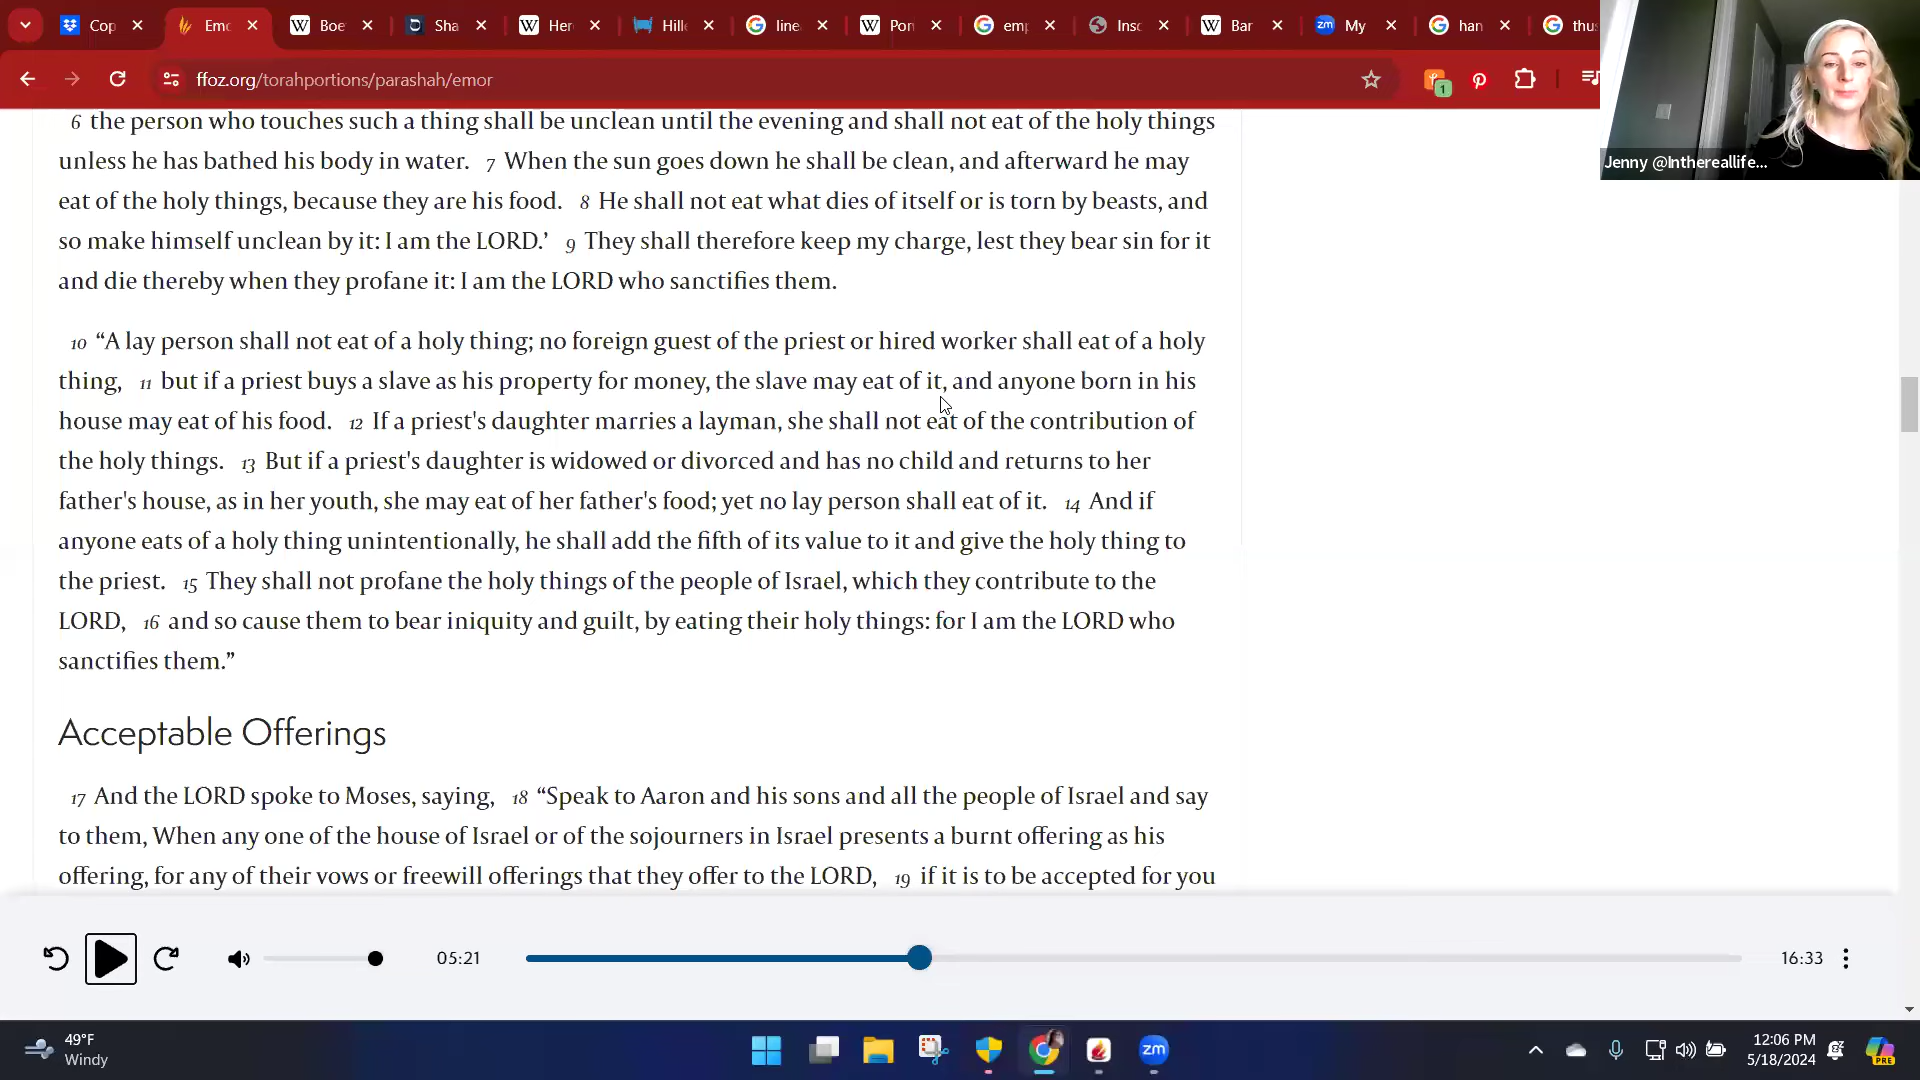 Cop
Emo
Boe
Sha
Her
Hille
line
Pon
emp
Insc
Bar
My
han
thus
ffoz.org/torahportions/parashah/emor
1
Jenny @Inthereallife...
6 the person who touches such a thing shall be unclean until the evening and shall not eat of the holy things
unless he has bathed his body in water. 7 When the sun goes down he shall be clean, and afterward he may
eat of the holy things, because they are his food. 8 He shall not eat what dies of itself or is torn by beasts, and
so make himself unclean by it: I am the LORD.’ 9 They shall therefore keep my charge, lest they bear sin for it
and die thereby when they profane it: I am the LORD who sanctifies them.
10 “A lay person shall not eat of a holy thing; no foreign guest of the priest or hired worker shall eat of a holy
thing, 11 but if a priest buys a slave as his property for money, the slave may eat of it, and anyone born in his
house may eat of his food. 12 If a priest's daughter marries a layman, she shall not eat of the contribution of
the holy things. 13 But if a priest's daughter is widowed or divorced and has no child and returns to her
father's house, as in her youth, she may eat of her father's food; yet no lay person shall eat of it. 14 And if
anyone eats of a holy thing unintentionally, he shall add the fifth of its value to it and give the holy thing to
the priest. 15 They shall not profane the holy things of the people of Israel, which they contribute to the
LORD, 16 and so cause them to bear iniquity and guilt, by eating their holy things: for I am the LORD who
sanctifies them.”
Acceptable Offerings
17 And the LORD spoke to Moses, saying, 18 “Speak to Aaron and his sons and all the people of Israel and say
to them, When any one of the house of Israel or of the sojourners in Israel presents a burnt offering as his
offering, for any of their vows or freewill offerings that they offer to the LORD, 19 if it is to be accepted for you
05:21
16:33
49°F
Windy
zm
12:06 PM
5/18/2024
PRE